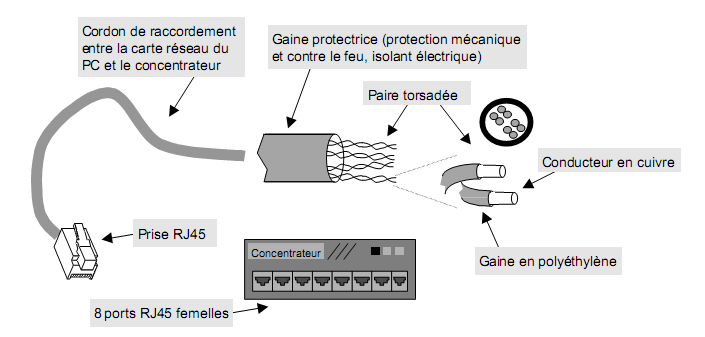 Cordon de raccordement
entre la carte réseau du
PC et le concentrateur
Gaine protectrice (protection mécanique
et contre le feu, isolant électrique)
Paire torsadée
Conducteur en cuivre
Prise RJ45
Concentrateur
Gaine en polyéthylène
8 ports RJ45 femelles